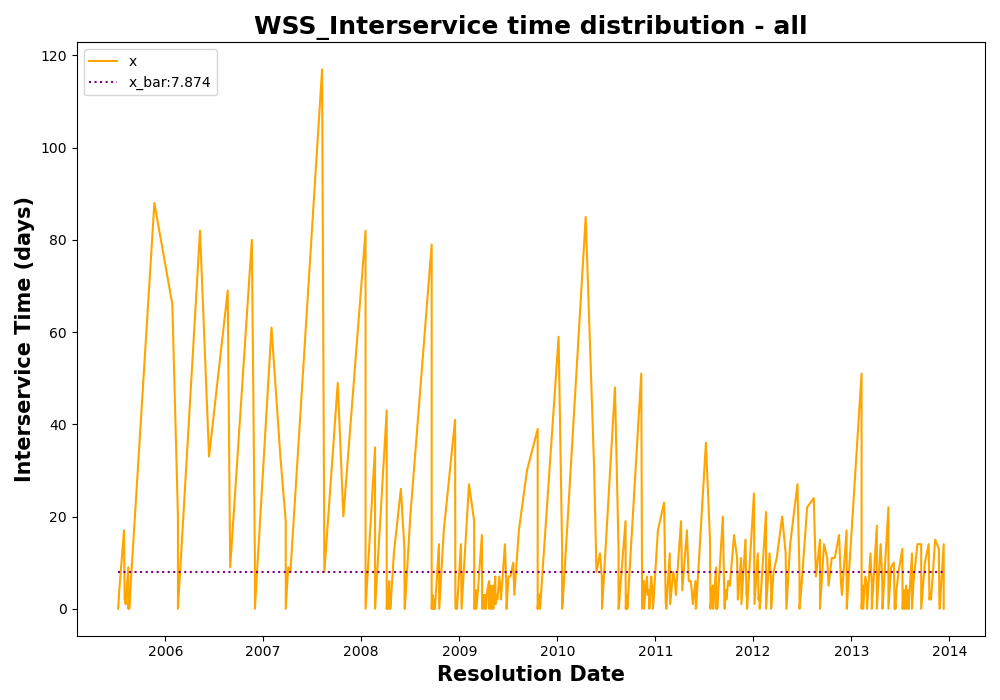 WSS_Interservice time distribution - all
x
x_bar:7.874
120
100
80
60
40
20
0
Interservice Time (days)
2006 2007 2008 2009 2010 2011 2012 2013 2014
Resolution Date